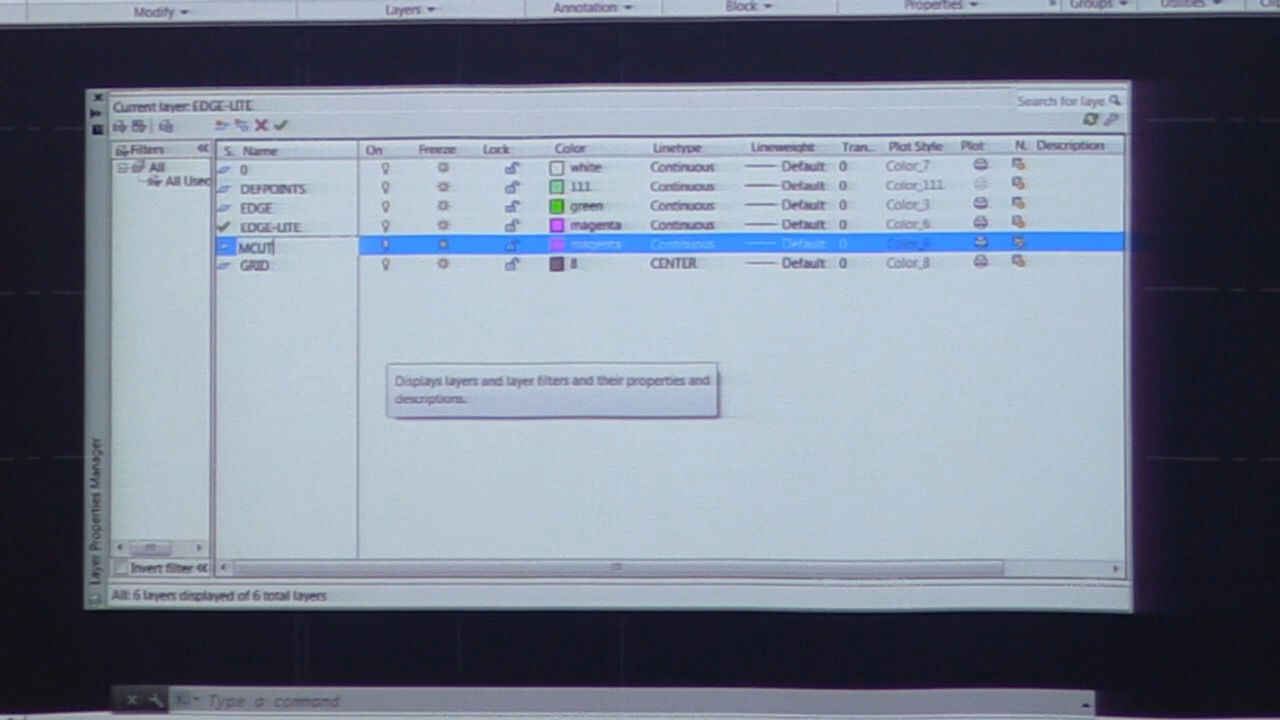 Modify Layers Annotation Block Properties Groups Utilities
Current layer: EDGE-LITE
Search for laye
Filters
All
All Used
S. Name On Freeze Lock Color Linetype Lineweight Tran... Plot Style Plot N. Description
0 white Continuous Default 0 Color_7
DEFPOINTS 111 Continuous Default 0 Color_111
EDGE green Continuous Default 0 Color_3
EDGE-LITE magenta Continuous Default 0 Color_6
MCUT magenta Continuous Default 0 Color_6
GRID 8 CENTER Default 0 Color_8
Displays layers and layer filters and their properties and
descriptions.
Layer Properties Manager
Invert filter
All: 6 layers displayed of 6 total layers
Type a command